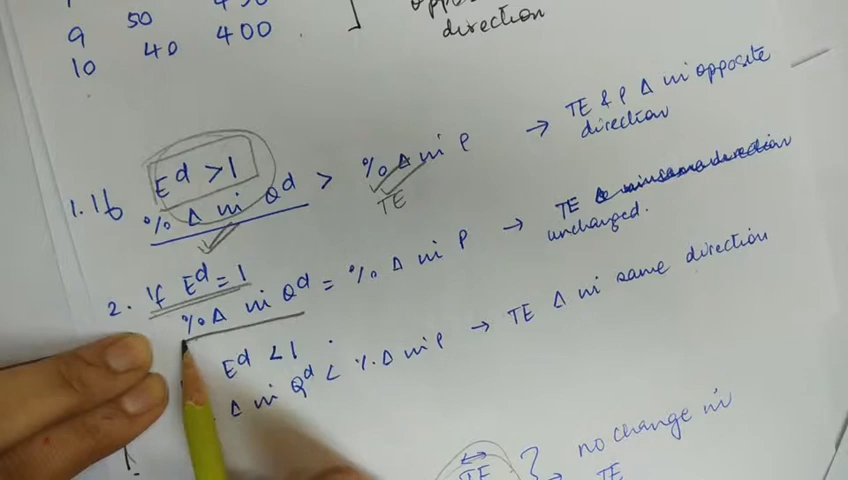 9 50
10 40 400
direction
1. If Ed > 1
% Δ in Qd > % Δ in P → TE & P Δ in opposite
direction
TE
2. If Ed = 1
% Δ in Qd = % Δ in P → TE
unchanged.
Ed < 1
Δ in Qd < % Δ in P → TE Δ in same direction
TE } no change in
TE